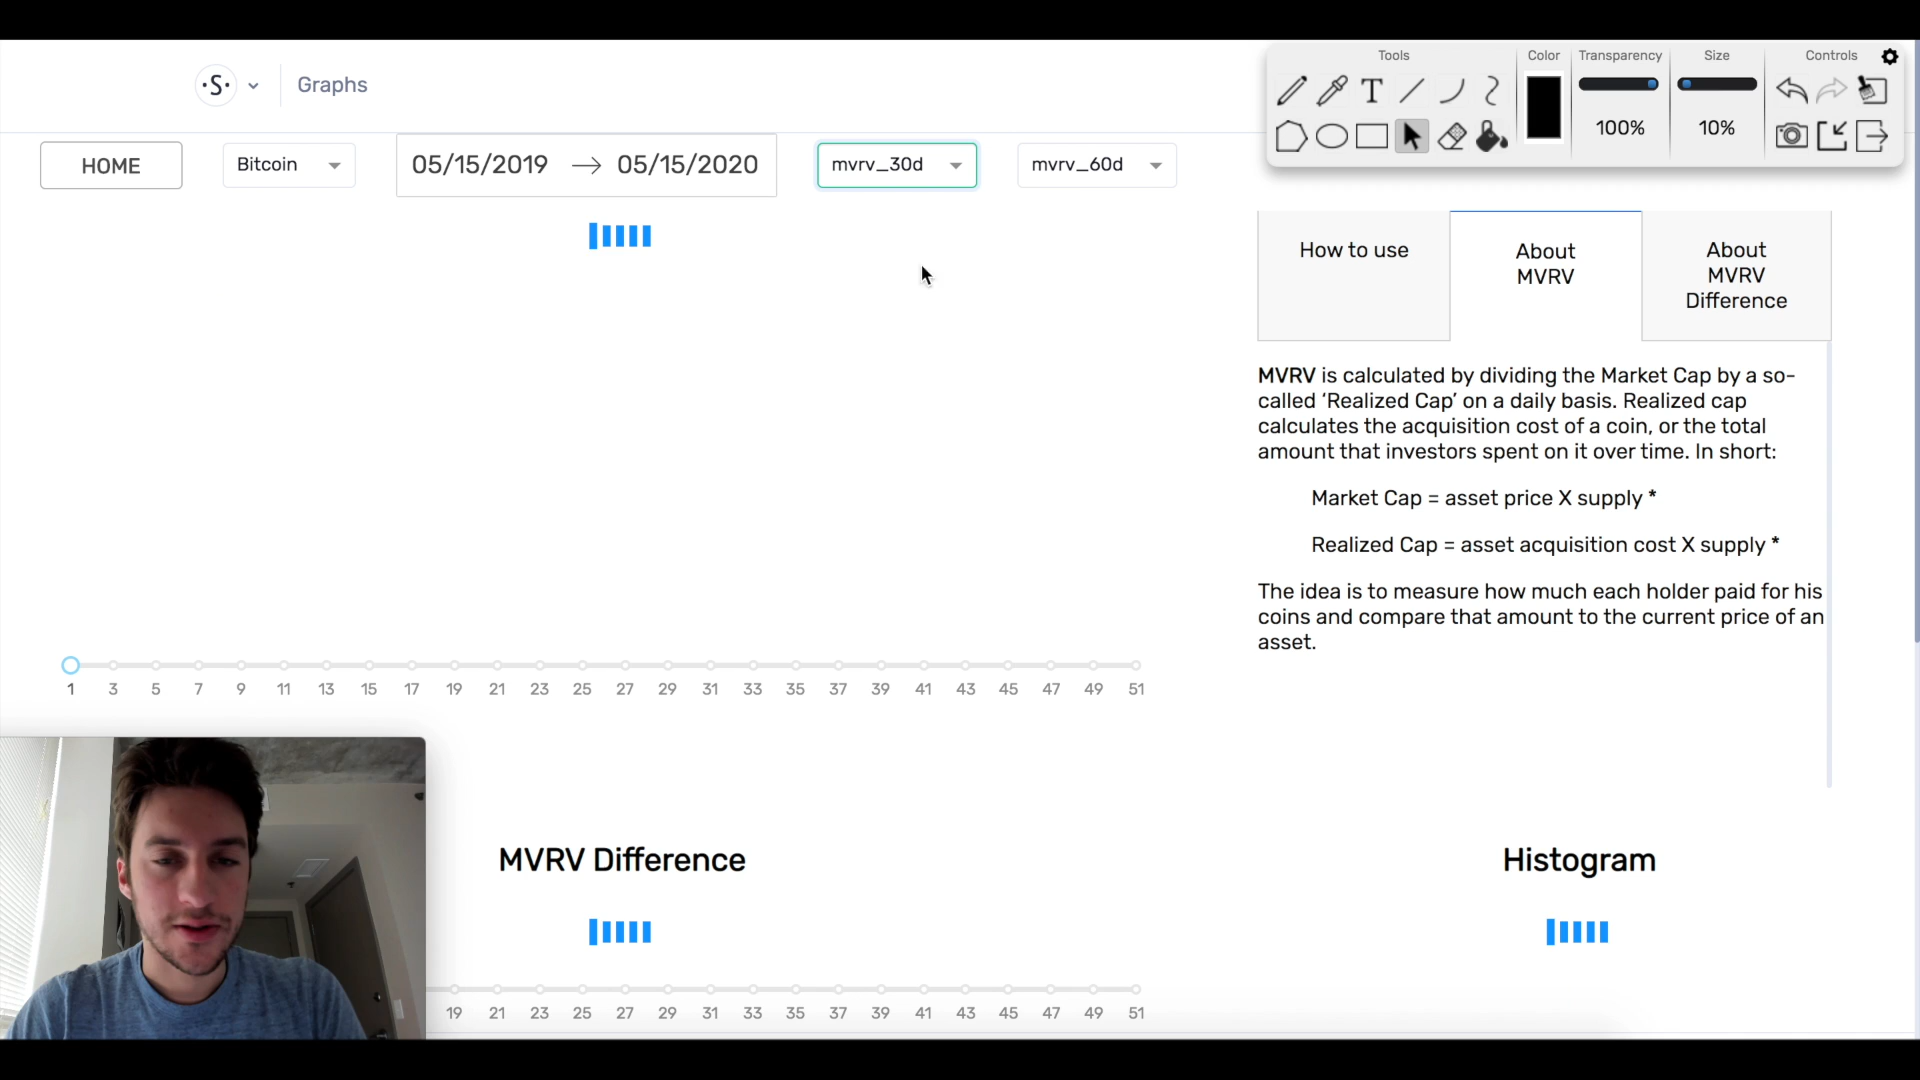 ·S·
Graphs
Tools
Color
Transparency
Size
Controls
T
100%
10%
HOME
Bitcoin
05/15/2019 → 05/15/2020
mvrv_30d
mvrv_60d
How to use
About
MVRV
About
MVRV
Difference
MVRV is calculated by dividing the Market Cap by a so-
called ‘Realized Cap’ on a daily basis. Realized cap
calculates the acquisition cost of a coin, or the total
amount that investors spent on it over time. In short:
Market Cap = asset price X supply *
Realized Cap = asset acquisition cost X supply *
The idea is to measure how much each holder paid for his
coins and compare that amount to the current price of an
asset.
1 3 5 7 9 11 13 15 17 19 21 23 25 27 29 31 33 35 37 39 41 43 45 47 49 51
MVRV Difference
Histogram
19 21 23 25 27 29 31 33 35 37 39 41 43 45 47 49 51